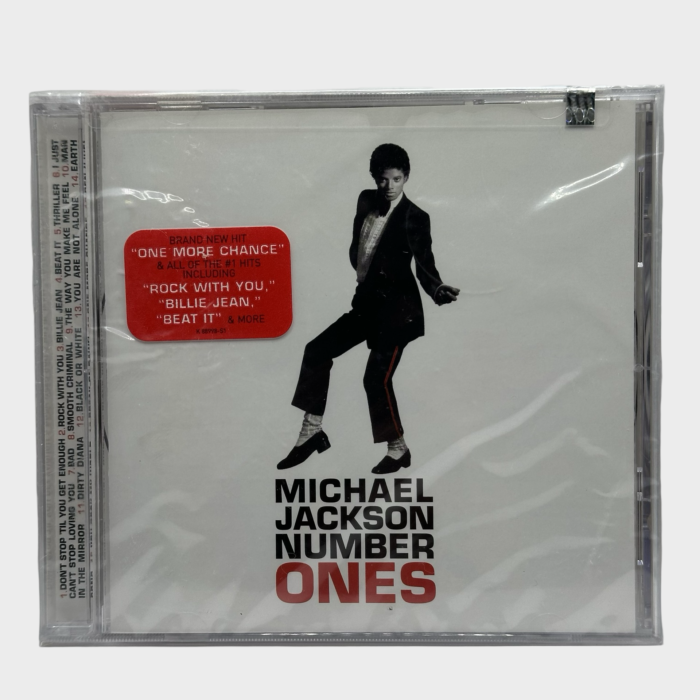 BRAND NEW HIT
"ONE MORE CHANCE"
& ALL OF THE #1 HITS
INCLUDING
"ROCK WITH YOU,"
"BILLIE JEAN,"
"BEAT IT" & MORE
MICHAEL
JACKSON
NUMBER
ONES
1. DON'T STOP 'TIL YOU GET ENOUGH 2. ROCK WITH YOU 3. BILLIE JEAN 4. BEAT IT 5. THRILLER 6. I JUST
CAN'T STOP LOVING YOU 7. BAD 8. SMOOTH CRIMINAL 9. THE WAY YOU MAKE ME FEEL 10. MAN
IN THE MIRROR 11. DIRTY DIANA 12. BLACK OR WHITE 13. YOU ARE NOT ALONE 14. EARTH